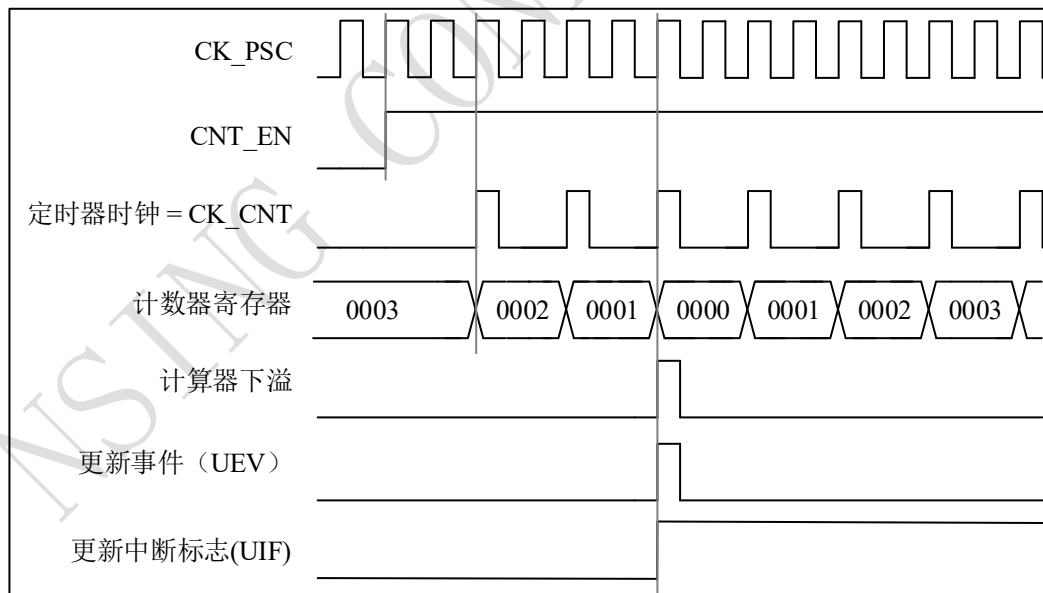 CK_PSC
CNT_EN
定时器时钟 = CK_CNT
计数器寄存器 0003 0002 0001 0000 0001 0002 0003
计算器下溢
更新事件（UEV）
更新中断标志(UIF)
NSING CON